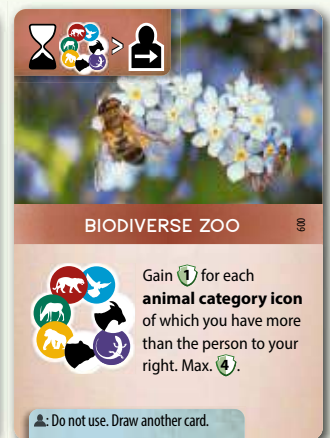 >
BIODIVERSE ZOO
009
Gain 1 for each
animal category icon
of which you have more
than the person to your
right. Max. 4.
: Do not use. Draw another card.